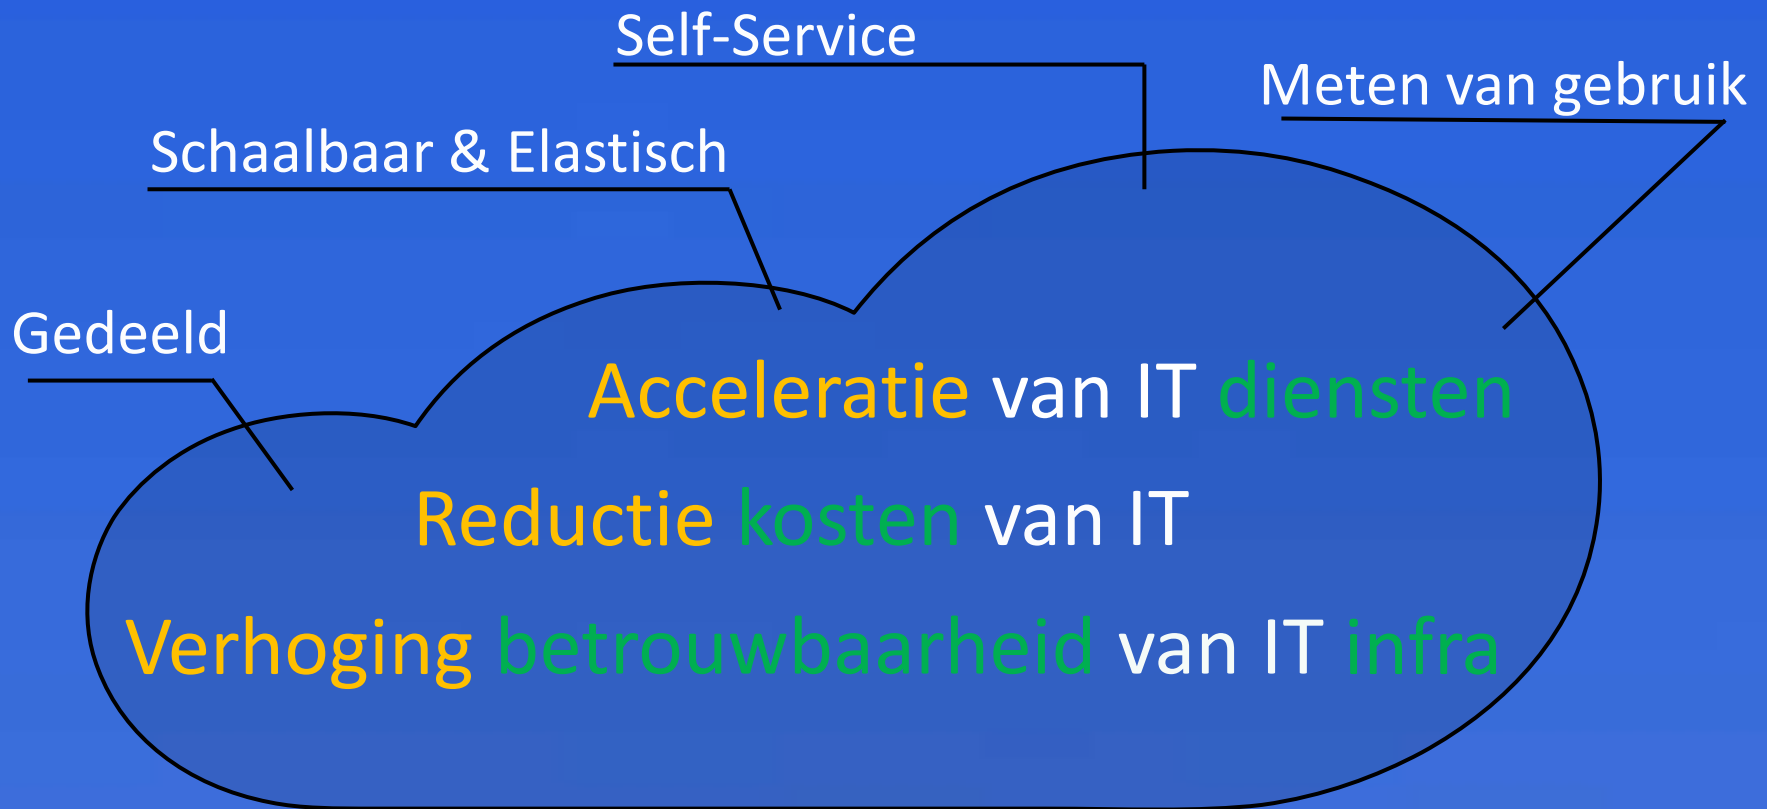 Self-Service
Meten van gebruik
Schaalbaar & Elastisch
Gedeeld
Acceleratie van IT diensten
Reductie kosten van IT
Verhoging betrouwbaarheid van IT infra